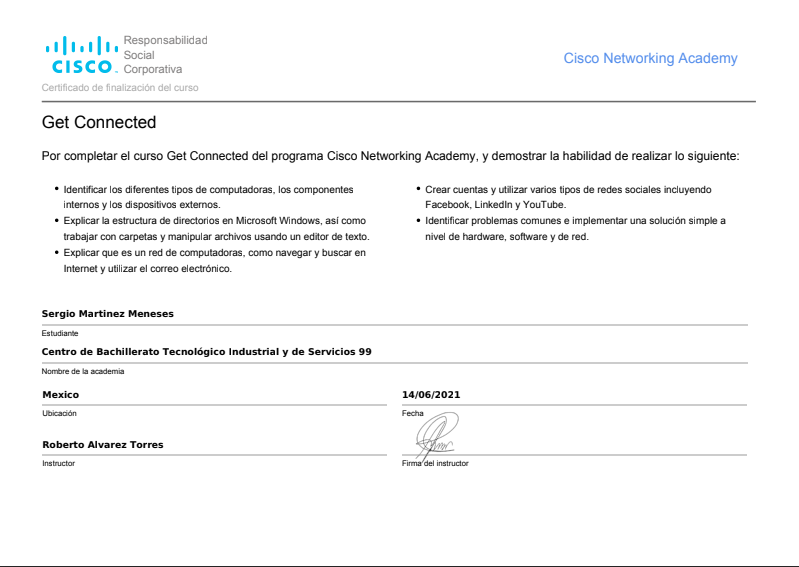 Responsabilidad
Social
Corporativa
CISCO
Cisco Networking Academy
Certificado de finalización del curso
Get Connected
Por completar el curso Get Connected del programa Cisco Networking Academy, y demostrar la habilidad de realizar lo siguiente:
• Identificar los diferentes tipos de computadoras, los componentes
internos y los dispositivos externos.
• Explicar la estructura de directorios en Microsoft Windows, así como
trabajar con carpetas y manipular archivos usando un editor de texto.
• Explicar que es un red de computadoras, como navegar y buscar en
Internet y utilizar el correo electrónico.
• Crear cuentas y utilizar varios tipos de redes sociales incluyendo
Facebook, LinkedIn y YouTube.
• Identificar problemas comunes e implementar una solución simple a
nivel de hardware, software y de red.
Sergio Martinez Meneses
Estudiante
Centro de Bachillerato Tecnológico Industrial y de Servicios 99
Nombre de la academia
Mexico
Ubicación
14/06/2021
Fecha
Roberto Alvarez Torres
Instructor
Firma del instructor